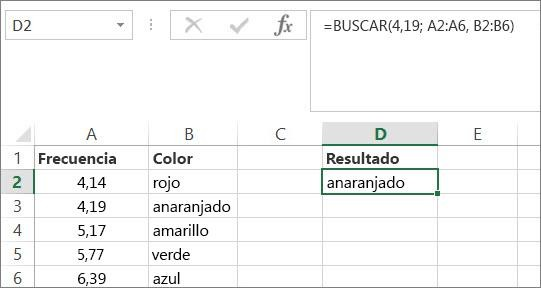 D2 fx =BUSCAR(4,19; A2:A6, B2:B6)
A B C D E
1 Frecuencia Color Resultado
2 4,14 rojo anaranjado
3 4,19 anaranjado
4 5,17 amarillo
5 5,77 verde
6 6,39 azul